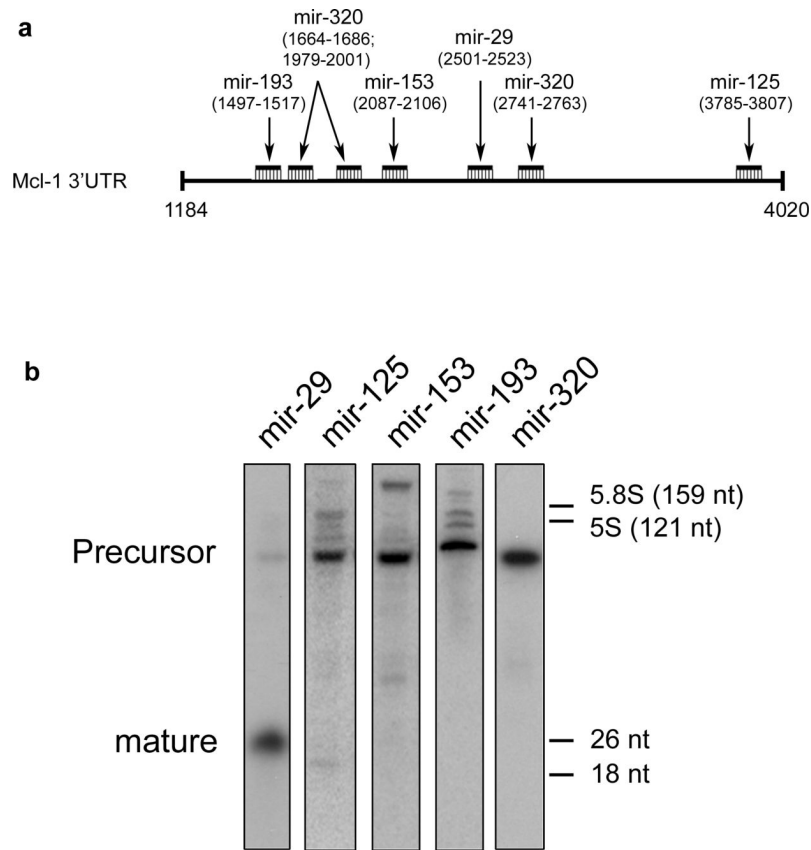 a
mir-320
(1664-1686;
1979-2001)
mir-29
(2501-2523)
mir-193
(1497-1517)
mir-153
(2087-2106)
mir-320
(2741-2763)
mir-125
(3785-3807)
Mcl-1 3’UTR
1184
4020
b
mir-29
mir-125
mir-153
mir-193
mir-320
5.8S (159 nt)
5S (121 nt)
Precursor
mature
26 nt
18 nt